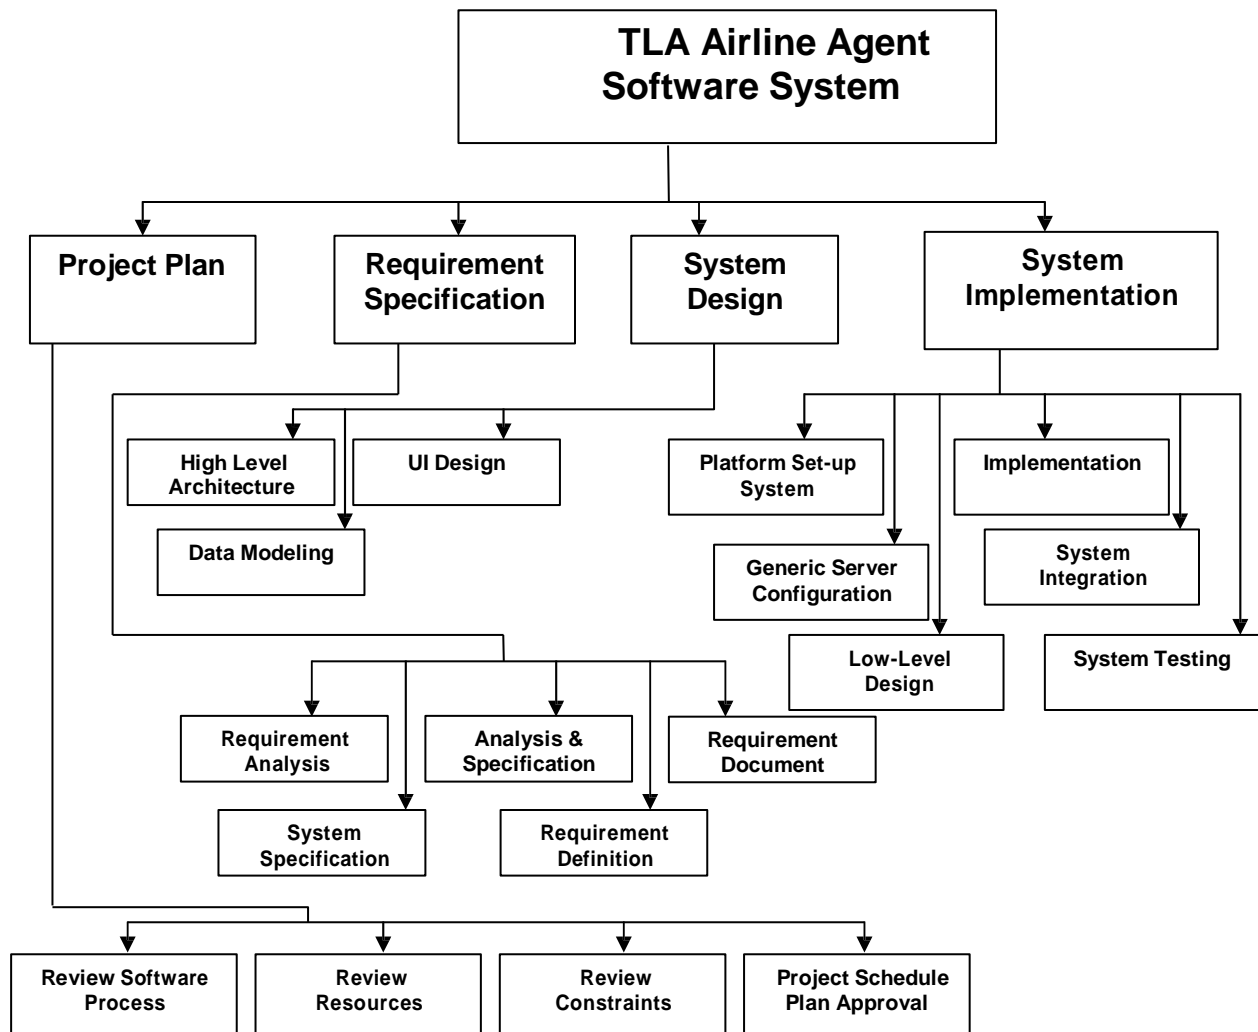 TLA Airline Agent
Software System
Project Plan
Requirement
Specification
System
Design
System
Implementation
High Level
Architecture
UI Design
Data Modeling
Platform Set-up
System
Implementation
Generic Server
Configuration
System
Integration
Low-Level
Design
System Testing
Requirement
Analysis
Analysis &
Specification
Requirement
Document
System
Specification
Requirement
Definition
Review Software
Process
Review
Resources
Review
Constraints
Project Schedule
Plan Approval